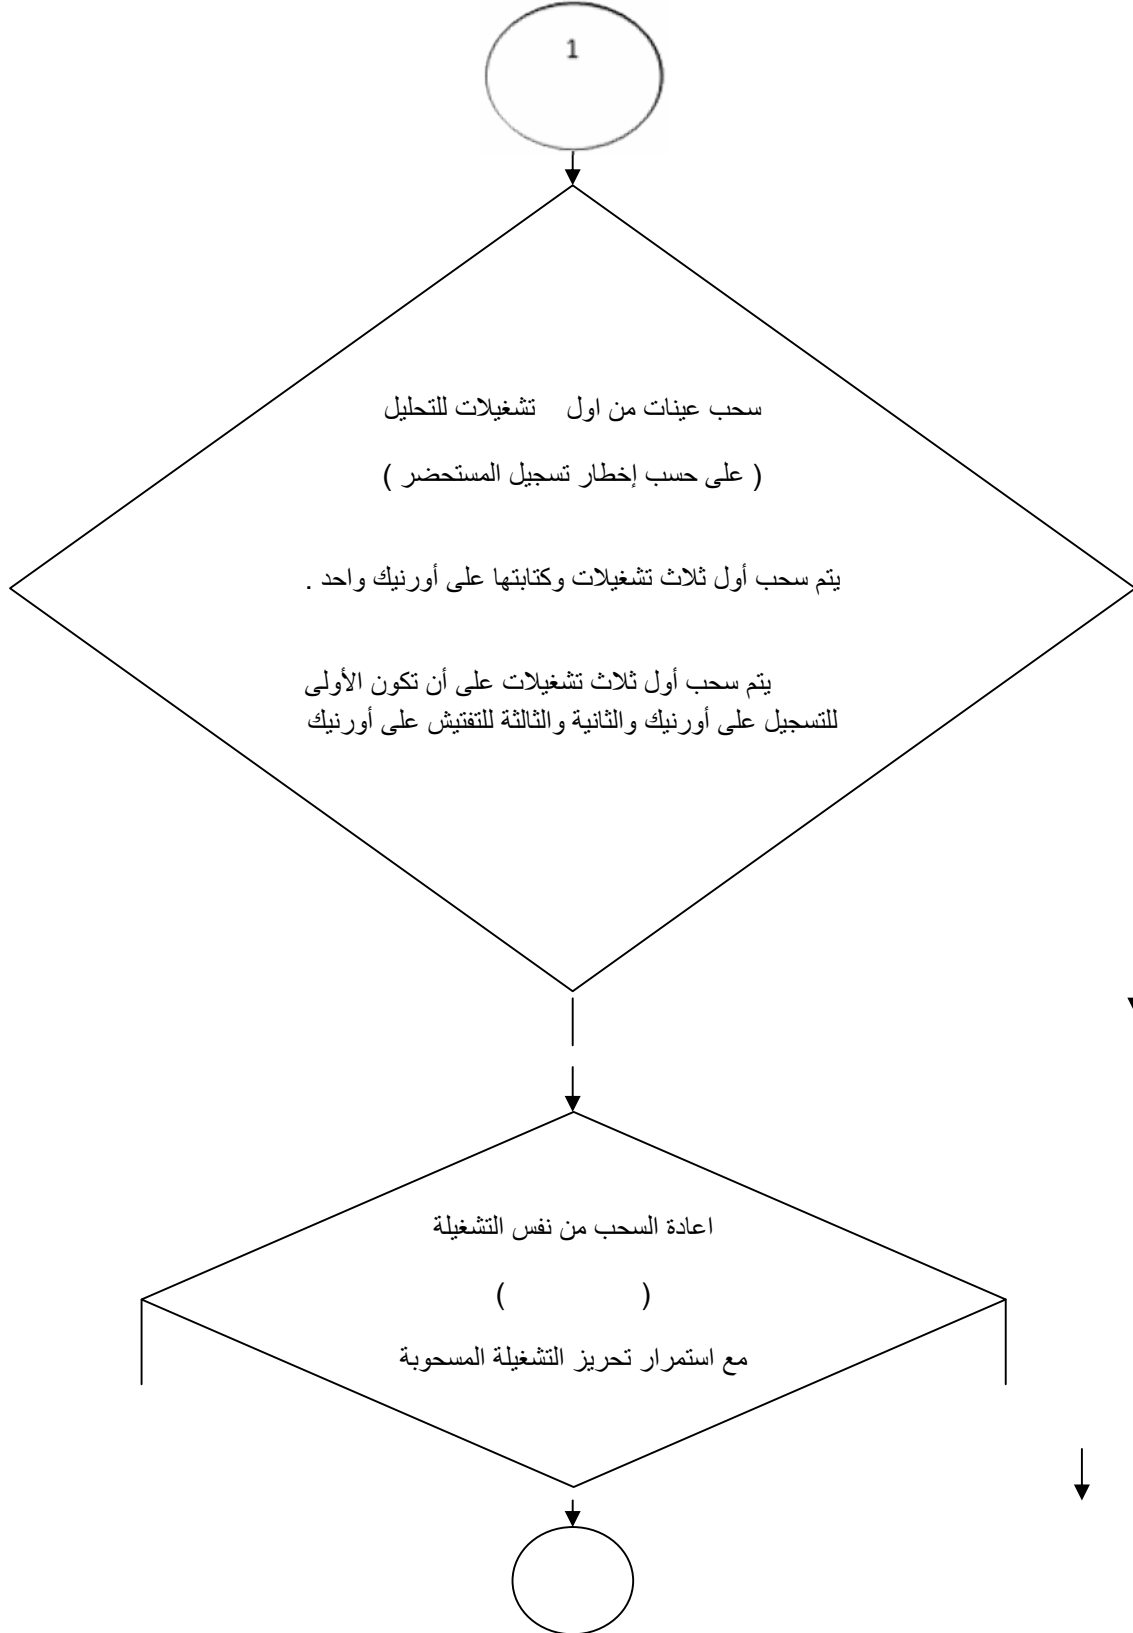 1
سحب عينات من اول تشغيلات للتحليل
( على حسب إخطار تسجيل المستحضر )
يتم سحب أول ثلاث تشغيلات وكتابتها على أورنيك واحد .
يتم سحب أول ثلاث تشغيلات على أن تكون الأولى
للتسجيل على أورنيك والثانية والثالثة للتفتيش على أورنيك
اعادة السحب من نفس التشغيلة
( )
مع استمرار تحريز التشغيلة المسحوبة